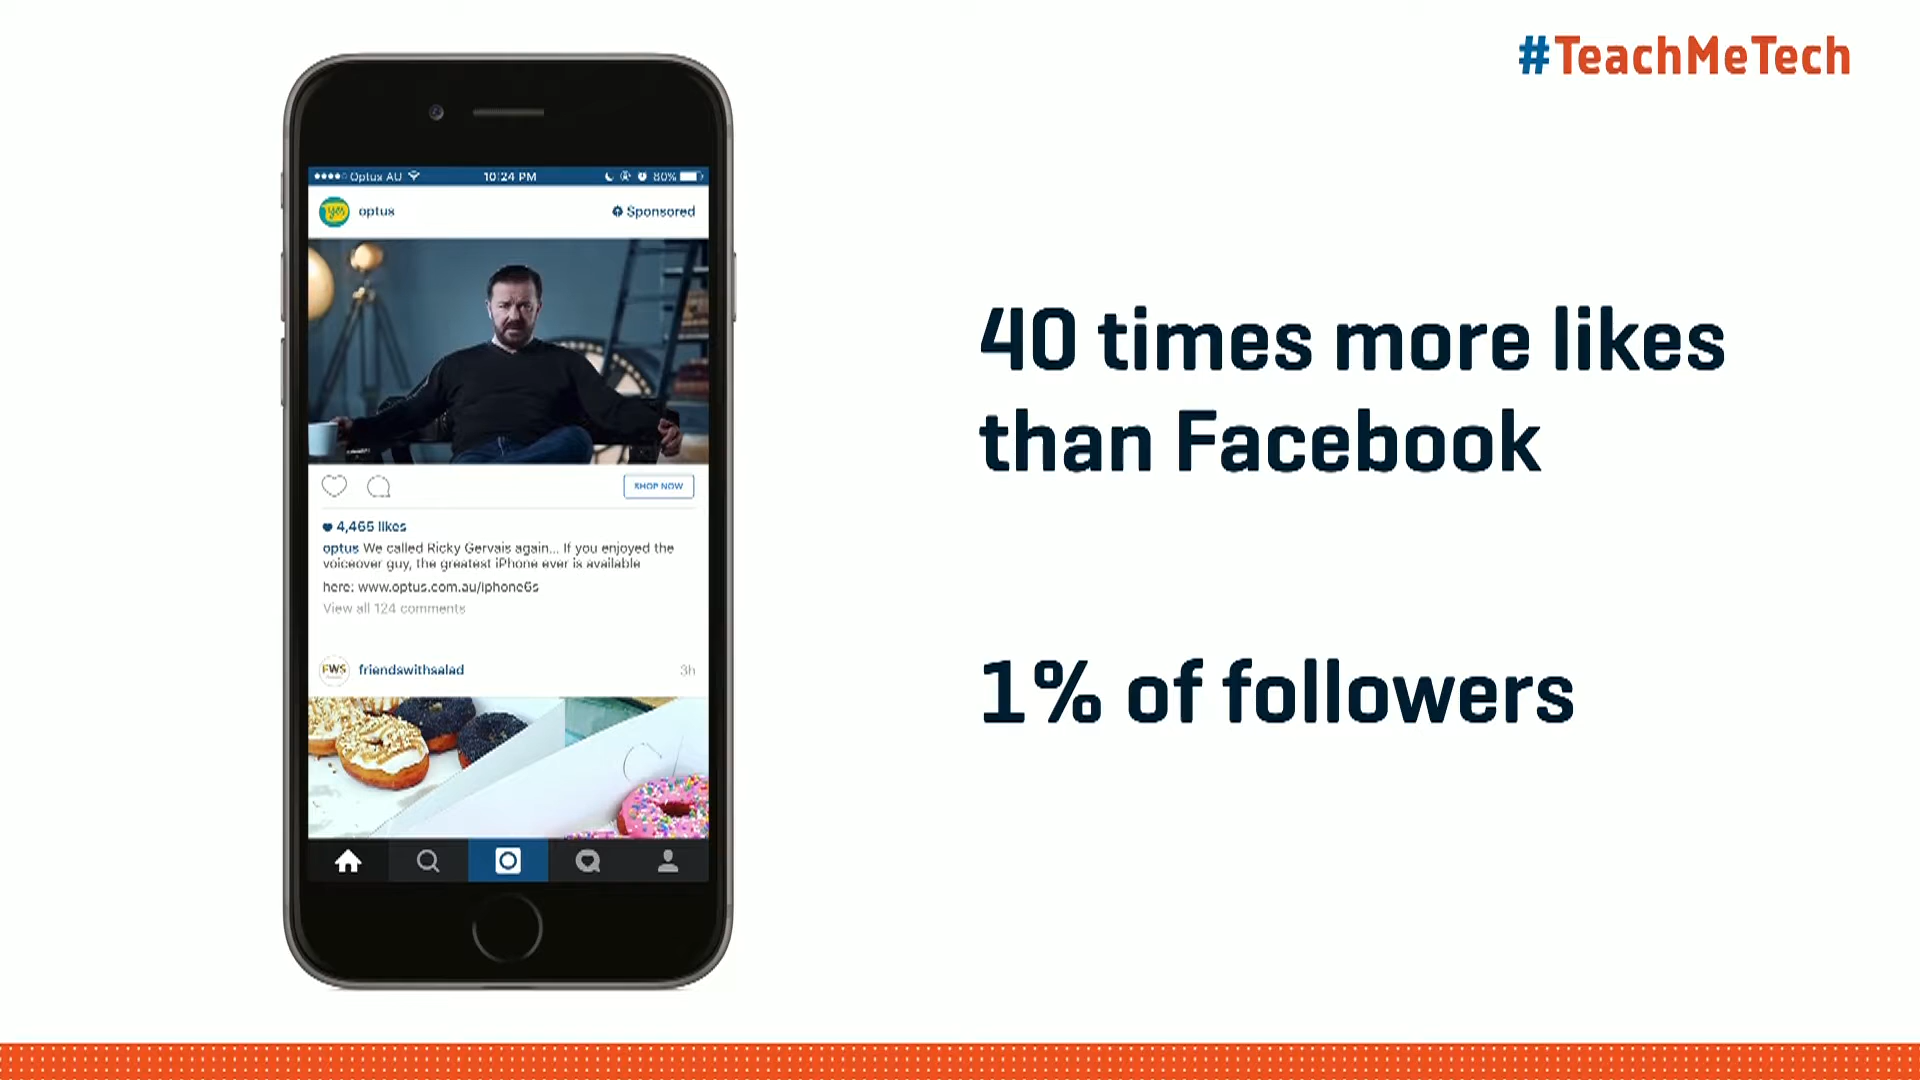 #TeachMeTech
Optus AU
10:24 PM
80%
yes
optus
Sponsored
SHOP NOW
4,465 likes
optus We called Ricky Gervais again... If you enjoyed the
voiceover guy, the greatest iPhone ever is available
here: www.optus.com.au/iphone6s
View all 124 comments
FWS
friendswithsalad
3h
40 times more likes
than Facebook
1% of followers